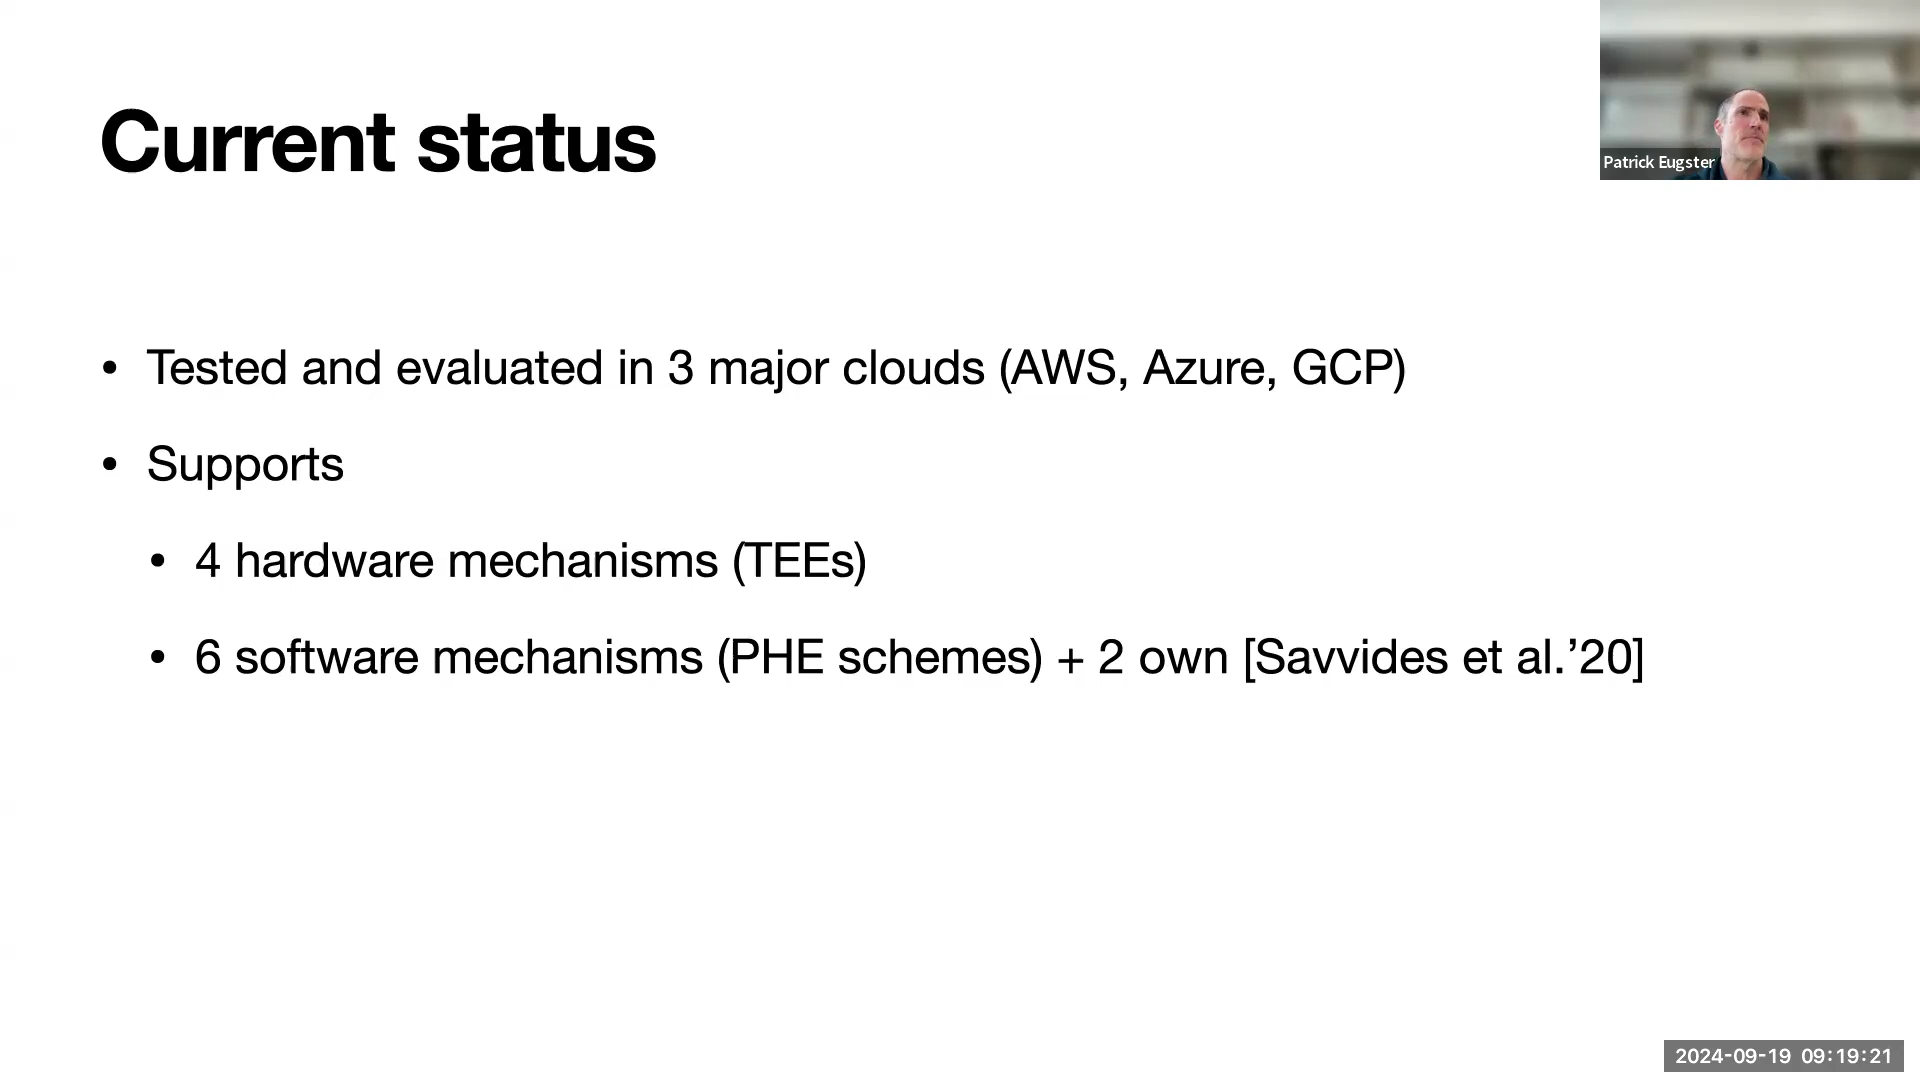 Current status
Patrick Eugster
• Tested and evaluated in 3 major clouds (AWS, Azure, GCP)
• Supports
• 4 hardware mechanisms (TEEs)
• 6 software mechanisms (PHE schemes) + 2 own [Savvides et al.’20]
2024-09-19 09:19:21